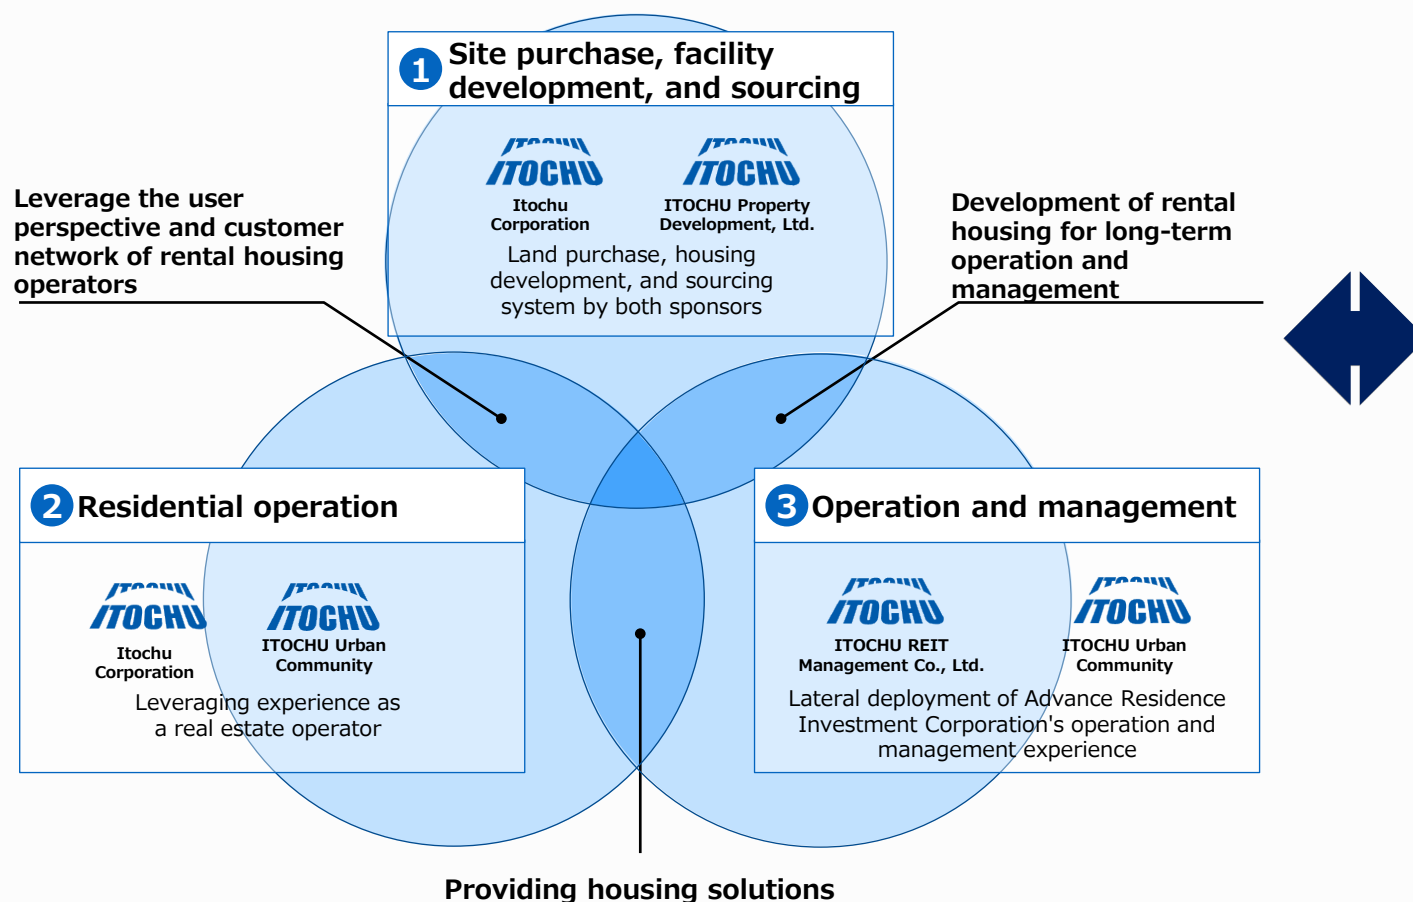 1
Site purchase, facility
development, and sourcing
ITOCHU
ITOCHU
Itochu
Corporation
ITOCHU Property
Development, Ltd.
Land purchase, housing
development, and sourcing
system by both sponsors
Leverage the user
perspective and customer
network of rental housing
operators
Development of rental
housing for long-term
operation and
management
2 Residential operation
ITOCHU
ITOCHU
Itochu
Corporation
ITOCHU Urban
Community
Leveraging experience as
a real estate operator
3 Operation and management
ITOCHU
ITOCHU
ITOCHU REIT
Management Co., Ltd.
ITOCHU Urban
Community
Lateral deployment of Advance Residence
Investment Corporation's operation and
management experience
Providing housing solutions